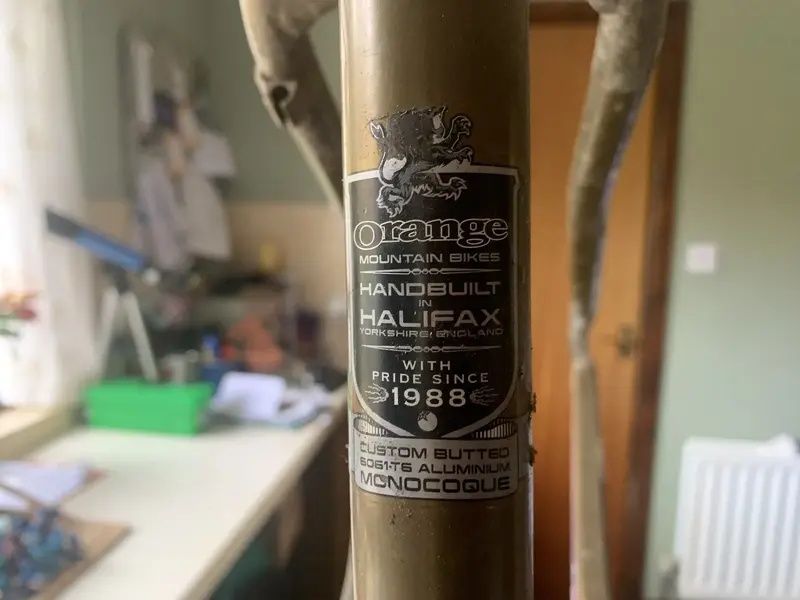 Orange
MOUNTAIN BIKES
HANDBUILT
IN
HALIFAX
YORKSHIRE, ENGLAND
WITH
PRIDE SINCE
1988
CUSTOM BUTTED
6061-T6 ALUMINIUM
MONOCOQUE